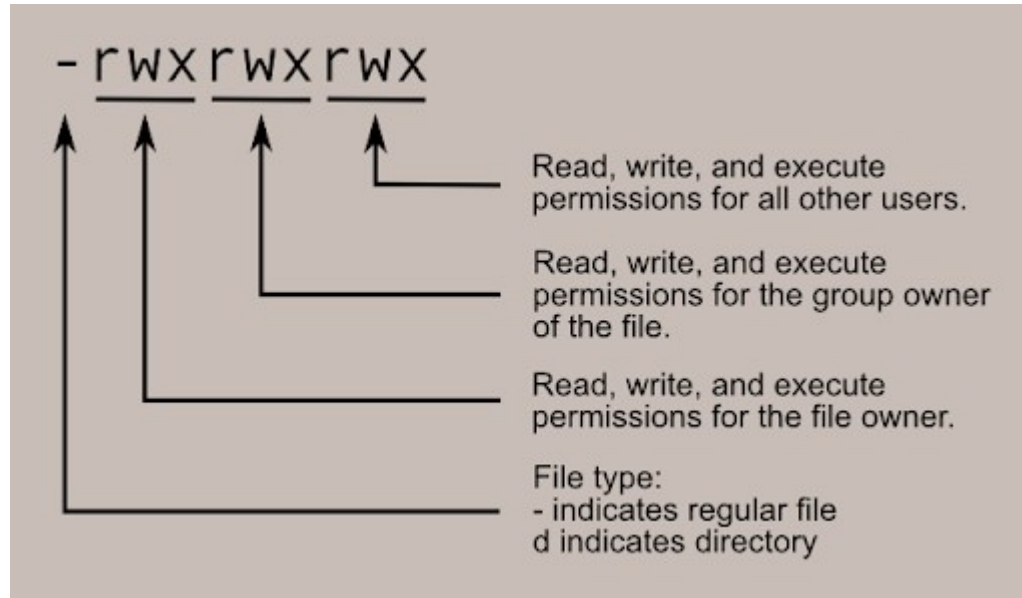 -rwxrwxrwx
Read, write, and execute
permissions for all other users.
Read, write, and execute
permissions for the group owner
of the file.
Read, write, and execute
permissions for the file owner.
File type:
- indicates regular file
d indicates directory